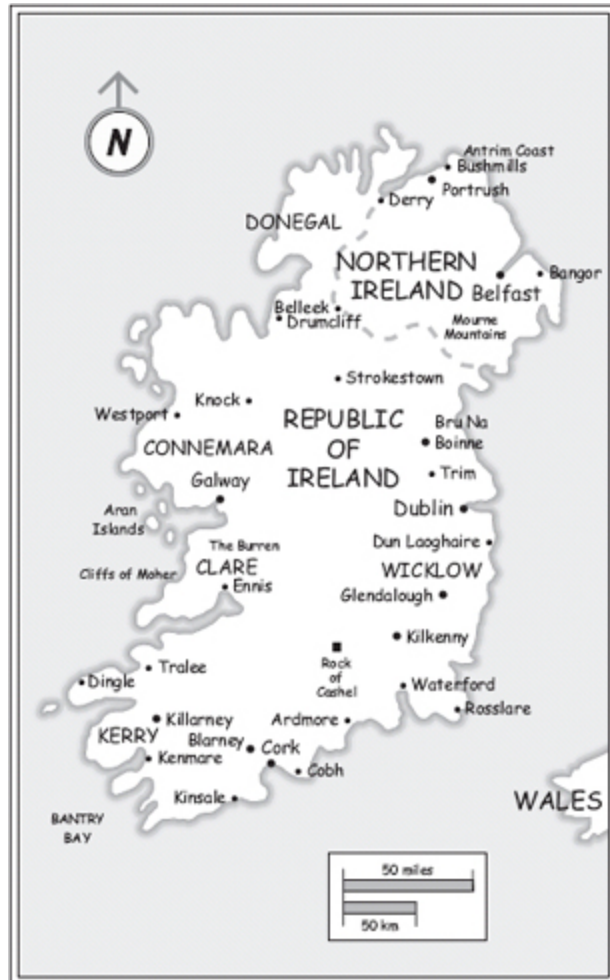 N
Antrim Coast
Bushmills
Portrush
Derry
DONEGAL
NORTHERN
IRELAND
Belfast
Bangor
Belleek
Drumcliff
Mourne
Mountains
Strokestown
Knock
Westport
REPUBLIC
OF
IRELAND
Bru Na
Boinne
CONNEMARA
Trim
Galway
Aran
Islands
Dublin
The Burren
Dun Laoghaire
Cliffs of Moher
CLARE
WICKLOW
Ennis
Glendalough
Kilkenny
Rock
of
Cashel
Tralee
Dingle
Waterford
Rosslare
Killarney
Ardmore
KERRY
Blarney
Cork
Kenmare
Cobh
Kinsale
BANTRY
BAY
WALES
50 miles
50 km